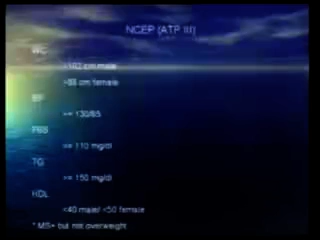 NCEP (ATP III)
WC
>102 cm male
>88 cm female
BP
>= 130/85
FBS
>= 110 mg/dl
TG
>= 150 mg/dl
HDL
<40 male/ <50 female
* MS+ but not overweight